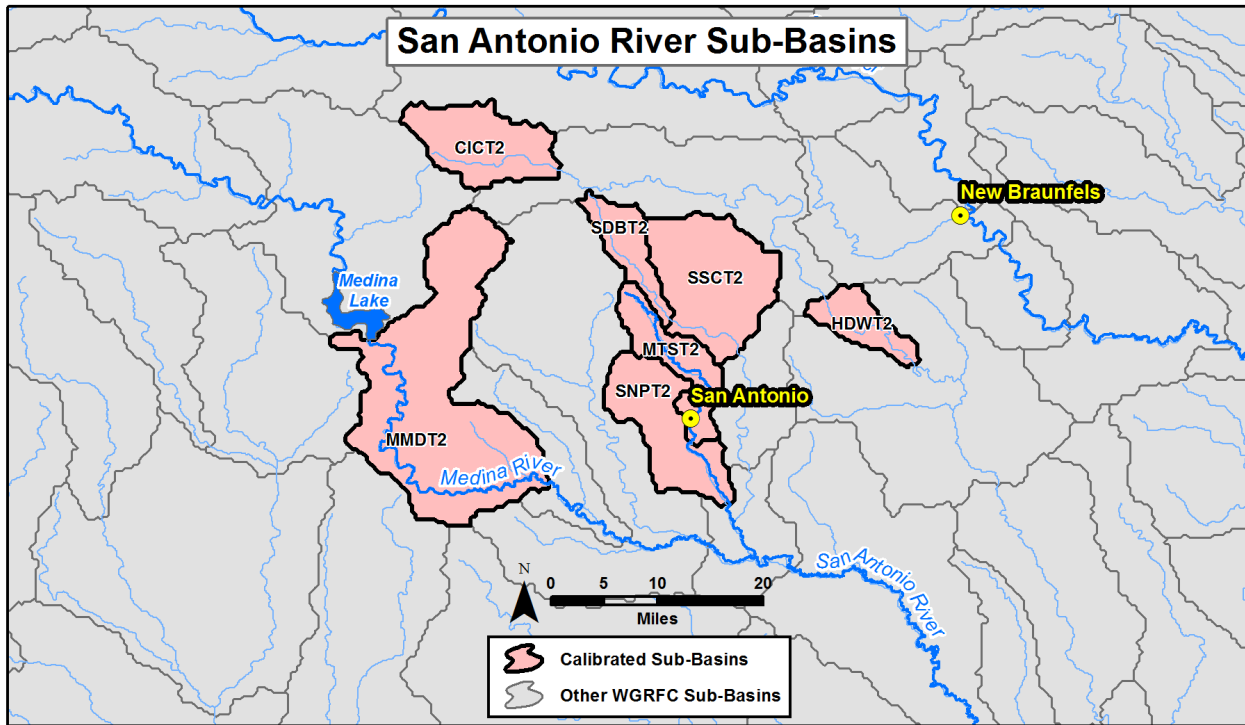 San Antonio River Sub-Basins
CICT2
New Braunfels
SDBT2
SSCT2
Medina
Lake
HDWT2
MTST2
SNPT2
San Antonio
MMDT2
Medina River
San Antonio River
N
0 5 10 20
Miles
Calibrated Sub-Basins
Other WGRFC Sub-Basins